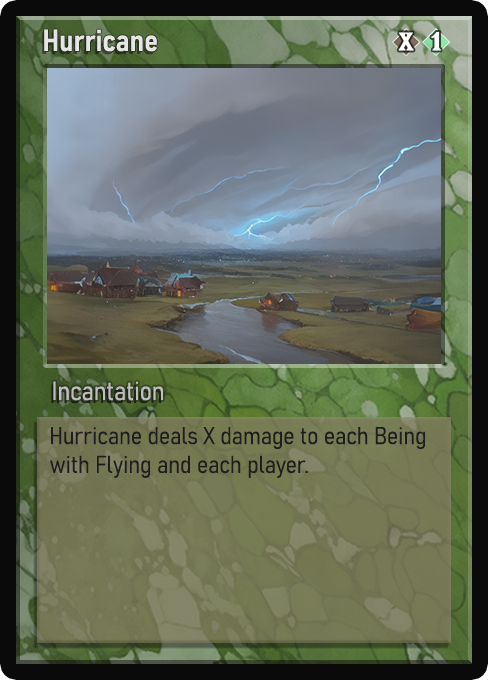 Hurricane X 1
Incantation
Hurricane deals X damage to each Being
with Flying and each player.